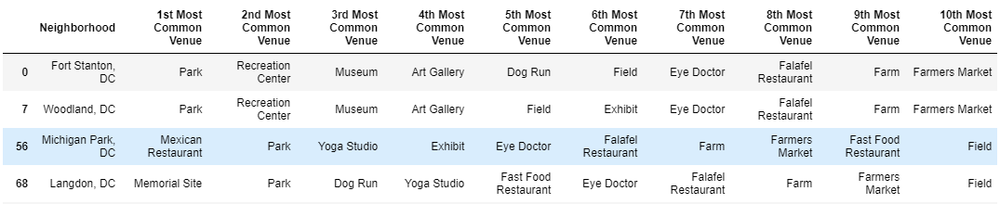 Neighborhood 1st Most Common Venue 2nd Most Common Venue 3rd Most Common Venue 4th Most Common Venue 5th Most Common Venue 6th Most Common Venue 7th Most Common Venue 8th Most Common Venue 9th Most Common Venue 10th Most Common Venue
0 Fort Stanton, DC Park Recreation Center Museum Art Gallery Dog Run Field Eye Doctor Falafel Restaurant Farm Farmers Market
7 Woodland, DC Park Recreation Center Museum Art Gallery Field Exhibit Eye Doctor Falafel Restaurant Farm Farmers Market
56 Michigan Park, DC Mexican Restaurant Park Yoga Studio Exhibit Eye Doctor Falafel Restaurant Farm Farmers Market Fast Food Restaurant Field
68 Langdon, DC Memorial Site Park Dog Run Yoga Studio Fast Food Restaurant Eye Doctor Falafel Restaurant Farm Farmers Market Field